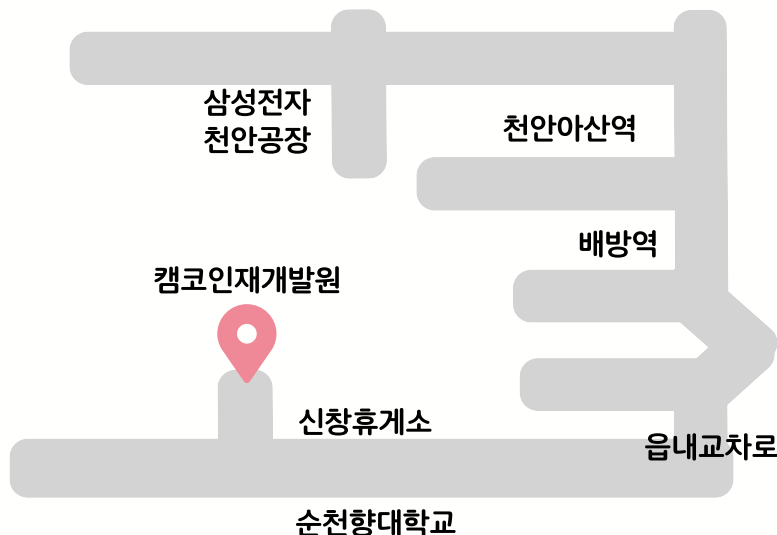 삼성전자
천안공장
천안아산역
배방역
캠코인재개발원
신창휴게소
읍내교차로
순천향대학교